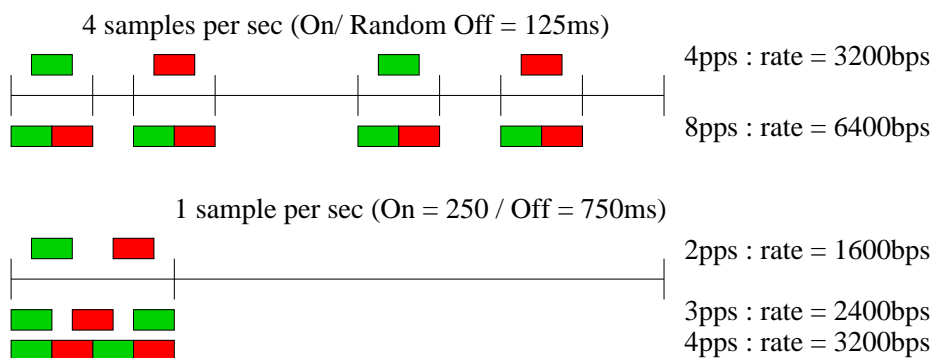 4 samples per sec (On/ Random Off = 125ms)
4pps : rate = 3200bps
8pps : rate = 6400bps
1 sample per sec (On = 250 / Off = 750ms)
2pps : rate = 1600bps
3pps : rate = 2400bps
4pps : rate = 3200bps